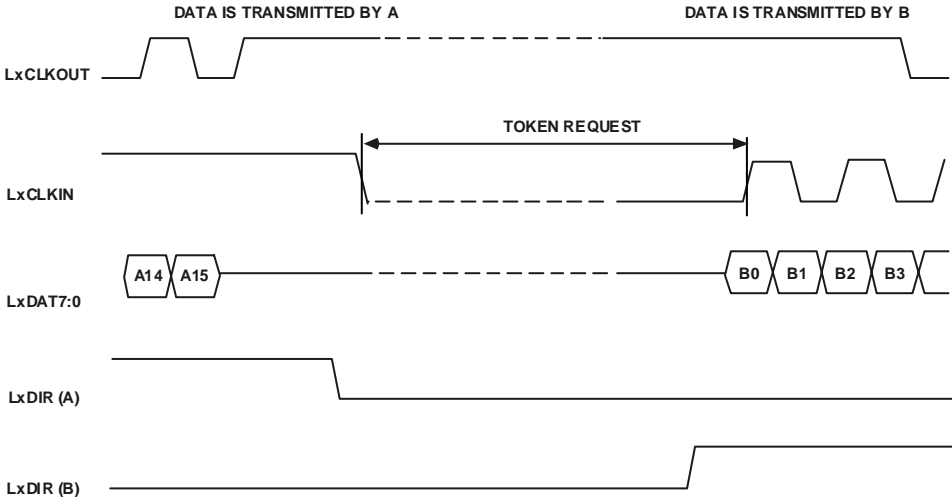 DATA IS TRANSMITTED BY A
DATA IS TRANSMITTED BY B
LxCLKOUT
TOKEN REQUEST
LxCLKIN
A14 A15 B0 B1 B2 B3
LxDAT7:0
LxDIR (A)
LxDIR (B)